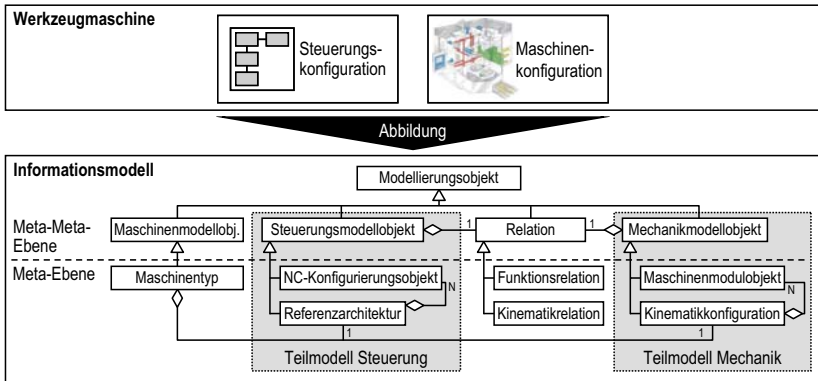 Werkzeugmaschine
Steuerungs-
konfiguration
Maschinen-
konfiguration
Abbildung
Informationsmodell
Modellierungsobjekt
Meta-Meta-
Ebene
Maschinenmodellobj.
Steuerungsmodellobjekt
1
Relation
1
Mechanikmodellobjekt
Meta-Ebene
Maschinentyp
NC-Konfigurierungsobjekt
N
Funktionsrelation
Maschinenmodulobjekt
N
Referenzarchitektur
Kinematikrelation
Kinematikkonfiguration
1
1
Teilmodell Steuerung
Teilmodell Mechanik